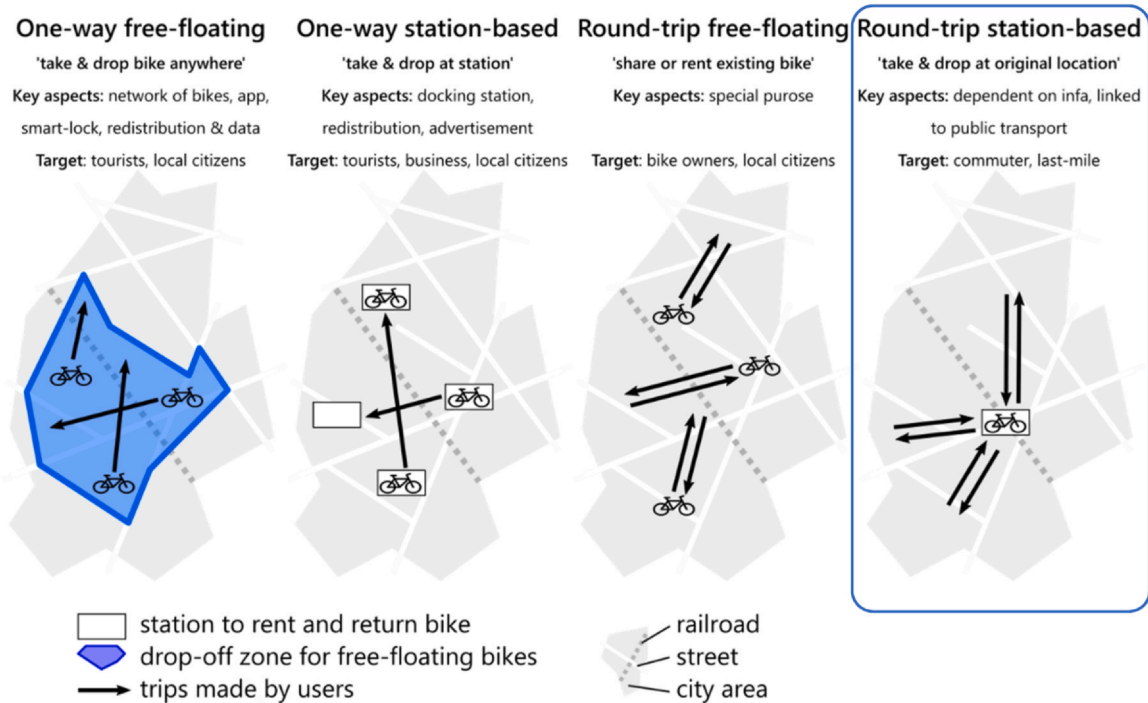 One-way free-floating
'take & drop bike anywhere'
Key aspects: network of bikes, app,
smart-lock, redistribution & data
Target: tourists, local citizens
One-way station-based
'take & drop at station'
Key aspects: docking station,
redistribution, advertisement
Target: tourists, business, local citizens
Round-trip free-floating
'share or rent existing bike'
Key aspects: special purose
Target: bike owners, local citizens
Round-trip station-based
'take & drop at original location'
Key aspects: dependent on infa, linked
to public transport
Target: commuter, last-mile
station to rent and return bike
drop-off zone for free-floating bikes
trips made by users
railroad
street
city area